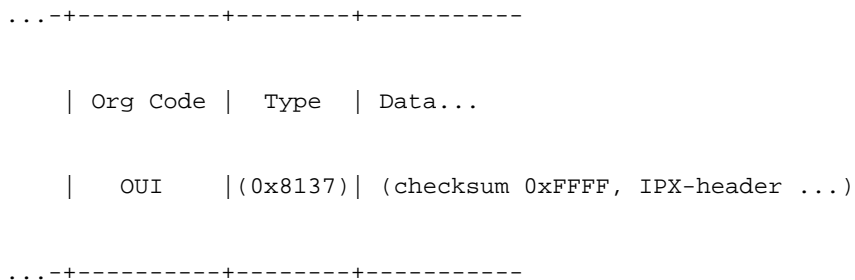 ...-+----------+--------+-----------
| Org Code |  Type  | Data...
|   OUI    |(0x8137)| (checksum 0xFFFF, IPX-header ...)
...-+----------+--------+-----------